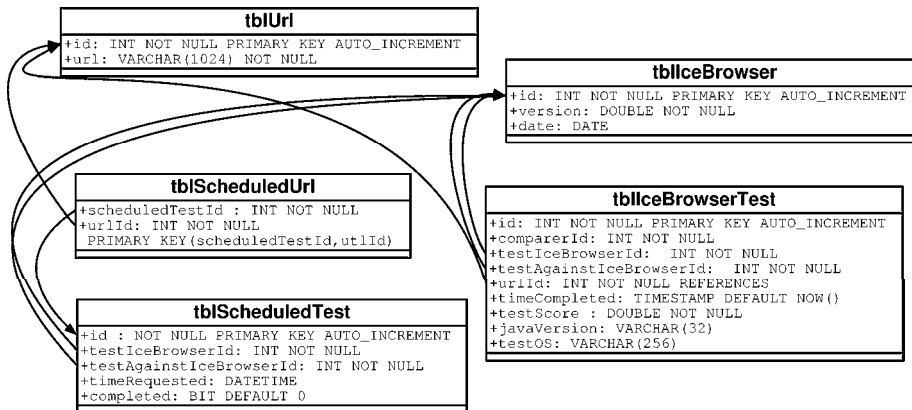 tblUrl
+id: INT NOT NULL PRIMARY KEY AUTO_INCREMENT
+url: VARCHAR(1024) NOT NULL
tblIceBrowser
+id: INT NOT NULL PRIMARY KEY AUTO_INCREMENT
+version: DOUBLE NOT NULL
+date: DATE
tblScheduledUrl
+scheduledTestId : INT NOT NULL
+urlId: INT NOT NULL
PRIMARY KEY(scheduledTestId,utlId)
tblIceBrowserTest
+id: INT NOT NULL PRIMARY KEY AUTO_INCREMENT
+comparerId: INT NOT NULL
+testIceBrowserId: INT NOT NULL
+testAgainstIceBrowserId: INT NOT NULL
+urlId: INT NOT NULL REFERENCES
+timeCompleted: TIMESTAMP DEFAULT NOW()
+testScore : DOUBLE NOT NULL
+javaVersion: VARCHAR(32)
+testOS: VARCHAR(256)
tblScheduledTest
+id : NOT NULL PRIMARY KEY AUTO_INCREMENT
+testIceBrowserId: INT NOT NULL
+testAgainstIceBrowserId: INT NOT NULL
+timeRequested: DATETIME
+completed: BIT DEFAULT 0